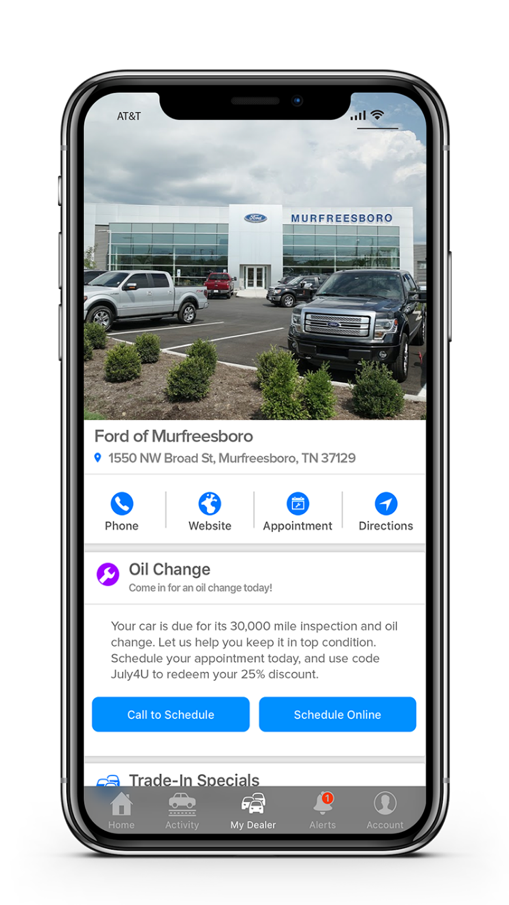 AT&T
Ford
MURFREESBORO
Ford of Murfreesboro
1550 NW Broad St, Murfreesboro, TN 37129
Phone
Website
Appointment
Directions
Oil Change
Come in for an oil change today!
Your car is due for its 30,000 mile inspection and oil
change. Let us help you keep it in top condition.
Schedule your appointment today, and use code
July4U to redeem your 25% discount.
Call to Schedule
Schedule Online
Trade-In Specials
1
Home
Activity
My Dealer
Alerts
Account